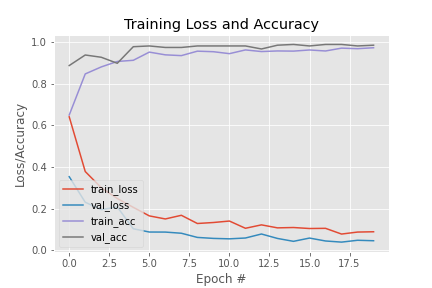 Training Loss and Accuracy
Loss/Accuracy
1.0
0.8
0.6
0.4
0.2
0.0
train_loss
val_loss
train_acc
val_acc
0.0 2.5 5.0 7.5 10.0 12.5 15.0 17.5
Epoch #